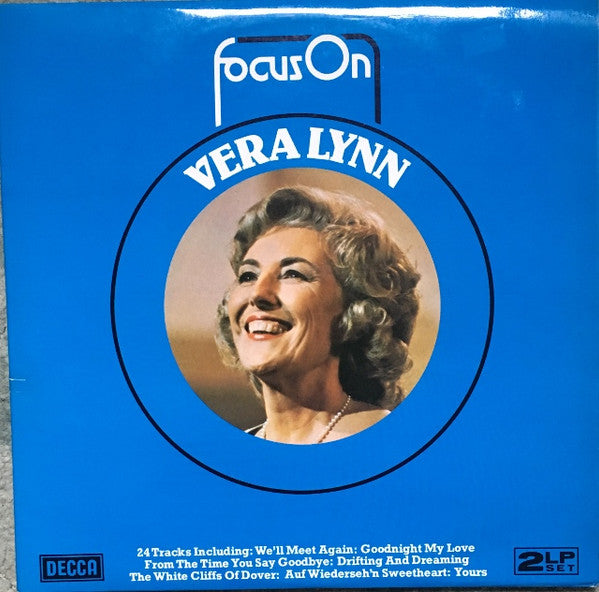 focus On
VERA LYNN
24 Tracks Including: We'll Meet Again: Goodnight My Love
From The Time You Say Goodbye: Drifting And Dreaming
The White Cliffs Of Dover: Auf Wiederseh'n Sweetheart: Yours
DECCA
2LP
SET